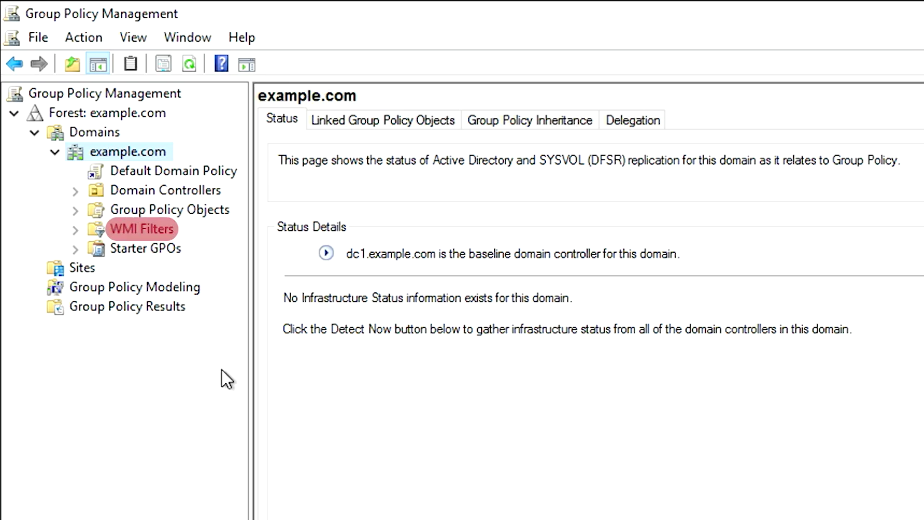 Group Policy Management
File Action View Window Help
Group Policy Management
Forest: example.com
Domains
example.com
Default Domain Policy
Domain Controllers
Group Policy Objects
WMI Filters
Starter GPOs
Sites
Group Policy Modeling
Group Policy Results
example.com
Status Linked Group Policy Objects Group Policy Inheritance Delegation
This page shows the status of Active Directory and SYSVOL (DFSR) replication for this domain as it relates to Group Policy.
Status Details
dc1.example.com is the baseline domain controller for this domain.
No Infrastructure Status information exists for this domain.
Click the Detect Now button below to gather infrastructure status from all of the domain controllers in this domain.